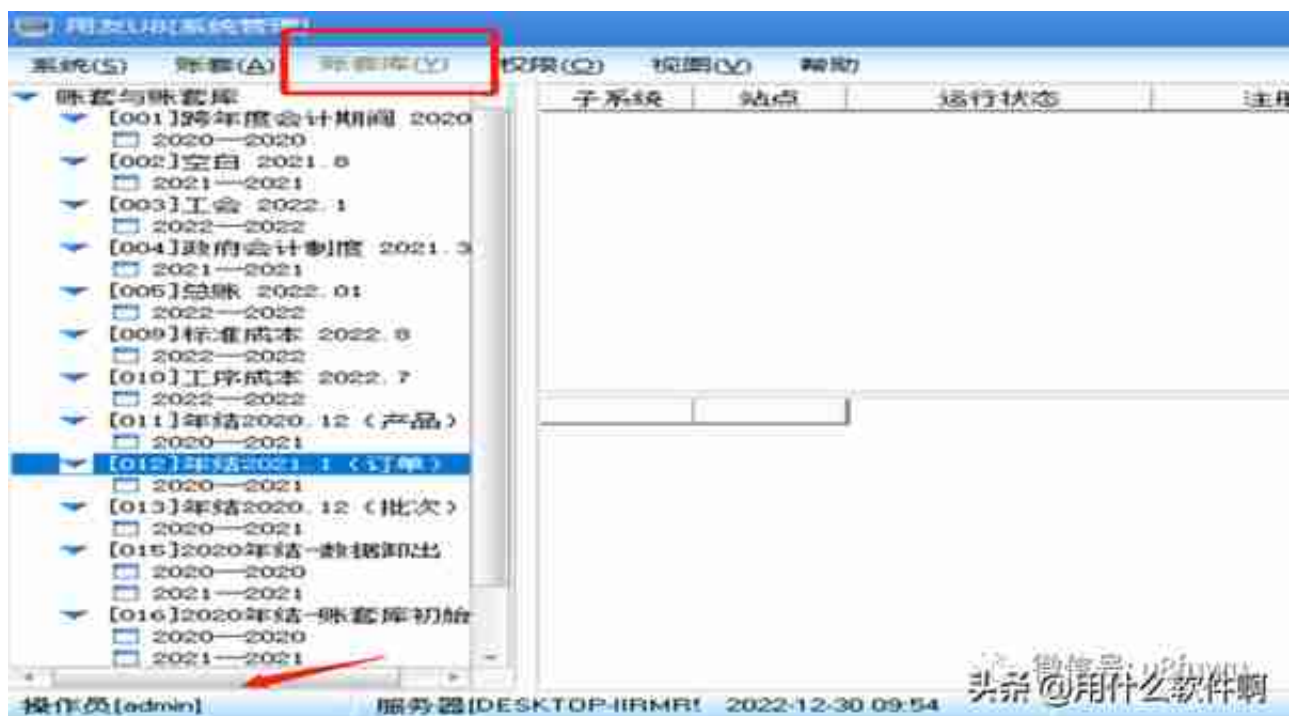 用友U8[系统管理]
系统(S) 账套(A) 账套库(Y) 权限(O) 视图(V) 帮助
账套与账套库
[001]跨年度会计期间 2020
2020—2020
[002]空白 2021.8
2021—2021
[003]工会 2022.1
2022—2022
[004]政府会计制度 2021.3
2021—2021
[005]总账 2022.01
2022—2022
[009]标准成本 2022.8
2022—2022
[010]工序成本 2022.7
2022—2022
[011]年结2020.12（产品）
2020—2021
[012]年结2021.1（订单）
2020—2021
[013]年结2020.12（批次）
2020—2021
[015]2020年结-数据卸出
2020—2020
2021—2021
[016]2020年结-账套库初始
2020—2020
2021—2021
子系统 站点 运行状态 注册
微信号:
头条 @用什么软件啊
操作员[admin] 服务器[DESKTOP- 2022-12-30 09:54